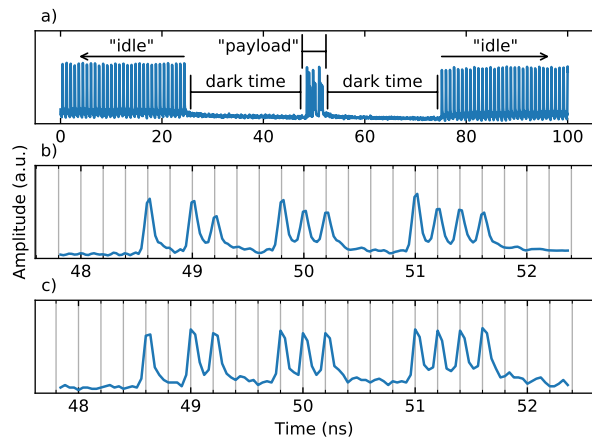 a)
"idle" "payload" "idle"
dark time dark time
0 20 40 60 80 100
b)
48 49 50 51 52
c)
48 49 50 51 52
Amplitude (a.u.)
Time (ns)